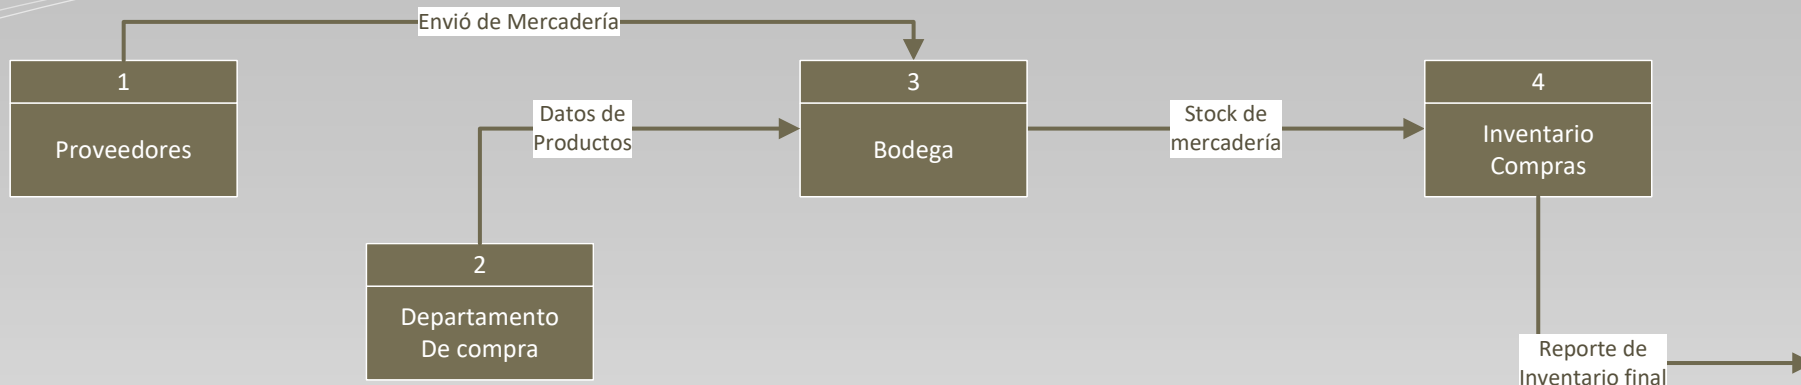 Envió de Mercadería
1
Proveedores
Datos de
Productos
3
Bodega
Stock de
mercadería
4
Inventario
Compras
2
Departamento
De compra
Reporte de
Inventario final